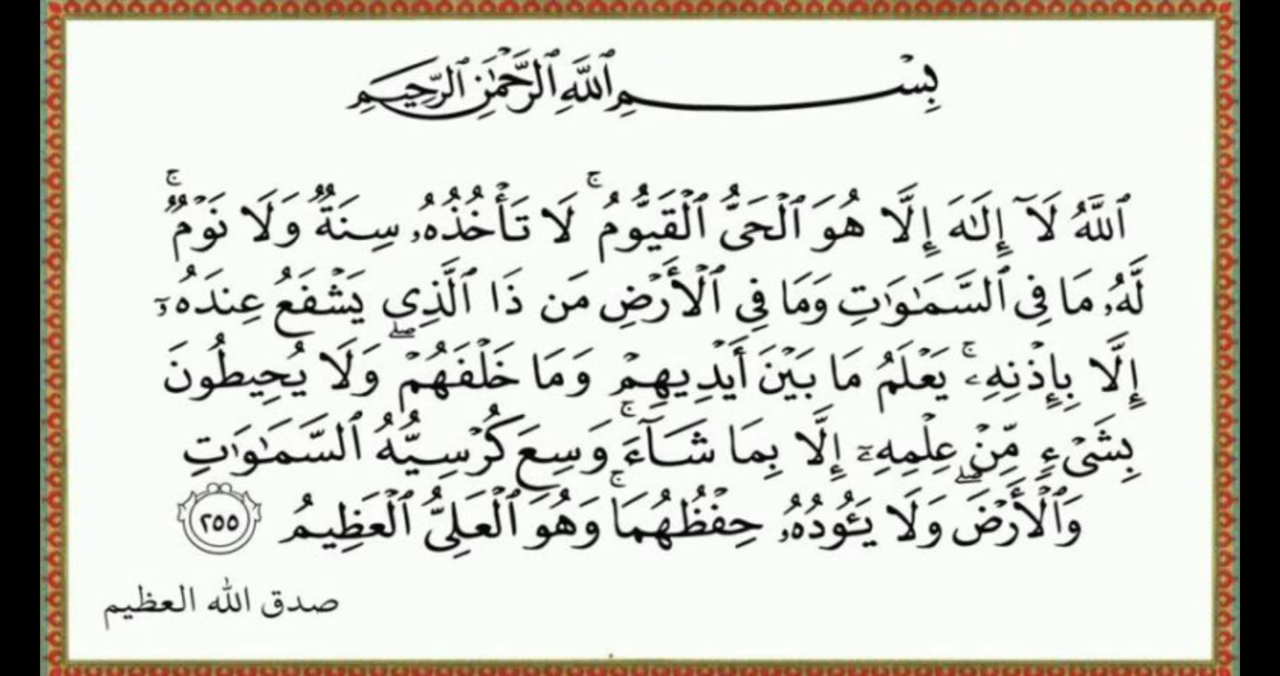 بِسْمِ ٱللَّهِ ٱلرَّحْمَٰنِ ٱلرَّحِيمِ
ٱللَّهُ لَآ إِلَٰهَ إِلَّا هُوَ ٱلْحَىُّ ٱلْقَيُّومُ ۚ لَا تَأْخُذُهُۥ سِنَةٌ وَلَا نَوْمٌ ۚ
لَّهُۥ مَا فِى ٱلسَّمَٰوَٰتِ وَمَا فِى ٱلْأَرْضِ مَن ذَا ٱلَّذِى يَشْفَعُ عِندَهُۥٓ
إِلَّا بِإِذْنِهِۦ ۚ يَعْلَمُ مَا بَيْنَ أَيْدِيهِمْ وَمَا خَلْفَهُمْ ۖ وَلَا يُحِيطُونَ
بِشَىْءٍ مِّنْ عِلْمِهِۦٓ إِلَّا بِمَا شَآءَ ۚ وَسِعَ كُرْسِيُّهُ ٱلسَّمَٰوَٰتِ
وَٱلْأَرْضَ ۖ وَلَا يَـُٔودُهُۥ حِفْظُهُمَا ۚ وَهُوَ ٱلْعَلِىُّ ٱلْعَظِيمُ ٢٥٥
صدق الله العظيم